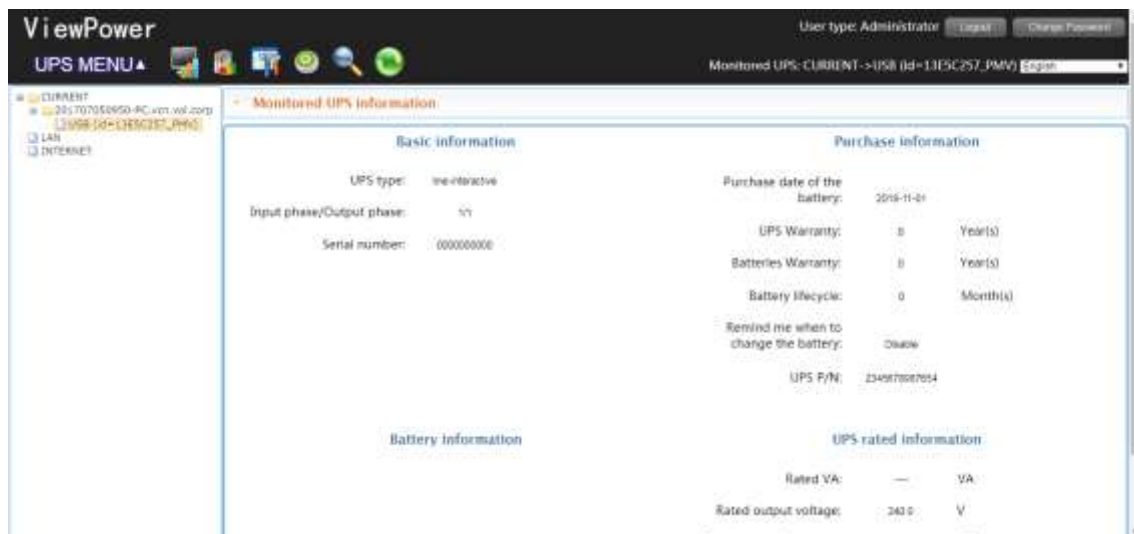 ViewPower
User type: Administrator Logout Change Password
UPS MENU▲
Monitored UPS: CURRENT->USB (id=13E5C257_PMV) English
CURRENT
USB (id=13E5C257_PMV)
LAN
INTERNET
Monitored UPS information
Basic information
UPS type: line-interactive
Input phase/Output phase: 1/1
Serial number: 0000000000
Purchase information
Purchase date of the
battery: 2016-11-01
UPS Warranty: 0 Year(s)
Batteries Warranty: 0 Year(s)
Battery lifecycle: 0 Month(s)
Remind me when to
change the battery: Disable
UPS P/N:
Battery information
UPS rated information
Rated VA: ---- VA
Rated output voltage: 240.0 V